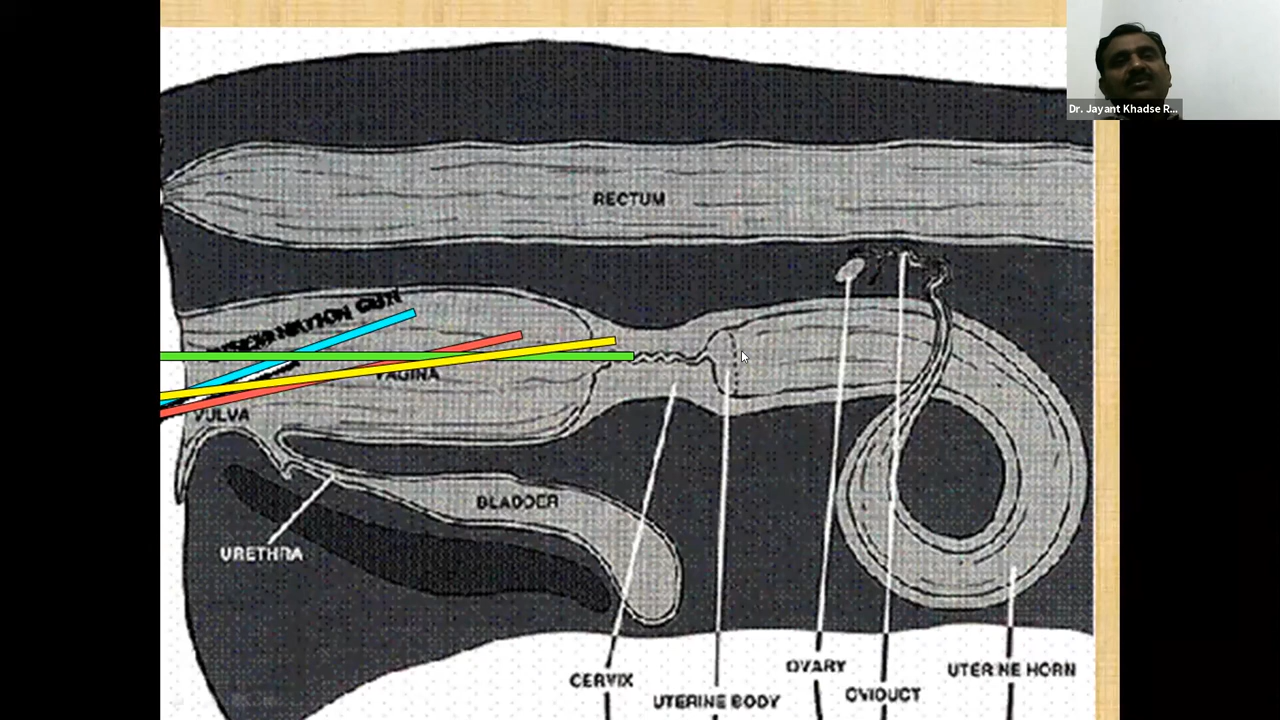 Dr. Jayant Khadse R...
RECTUM
VAGINA
VULVA
BLADDER
URETHRA
OVARY
UTERINE HORN
CERVIX
OVIDUCT
UTERINE BODY